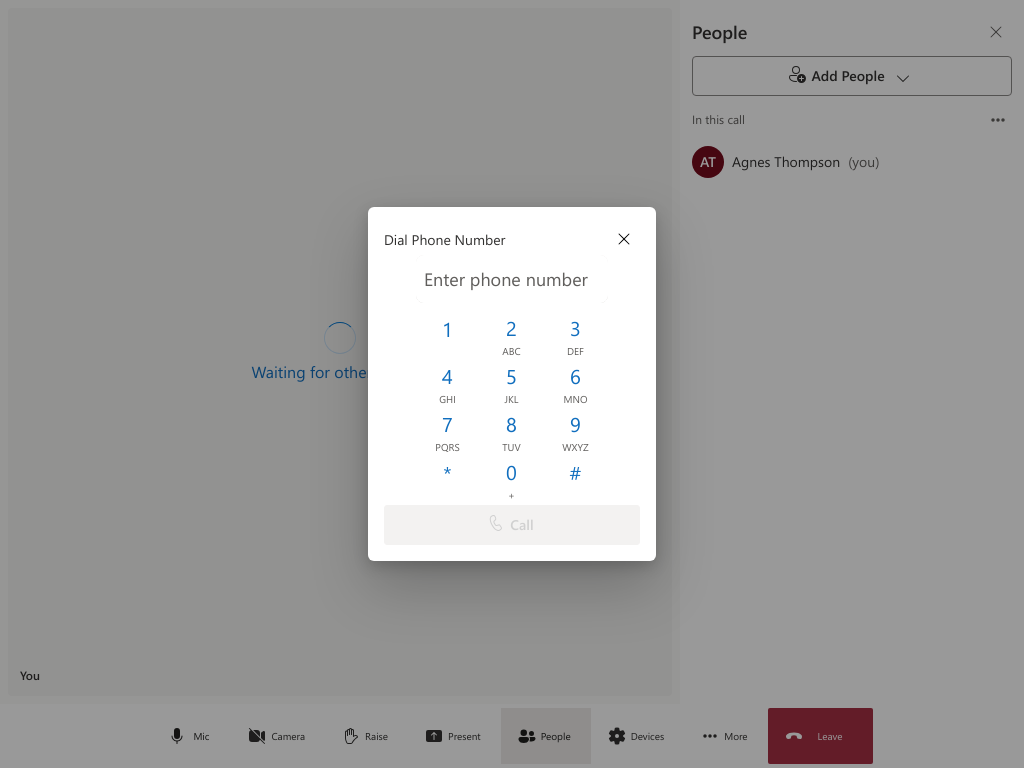 People
Add People
In this call
AT Agnes Thompson (you)
Dial Phone Number
Enter phone number
1 2 3
ABC DEF
4 5 6
GHI JKL MNO
7 8 9
PQRS TUV WXYZ
* 0 #
+
Call
Waiting for othe
You
Mic Camera Raise Present People Devices More Leave